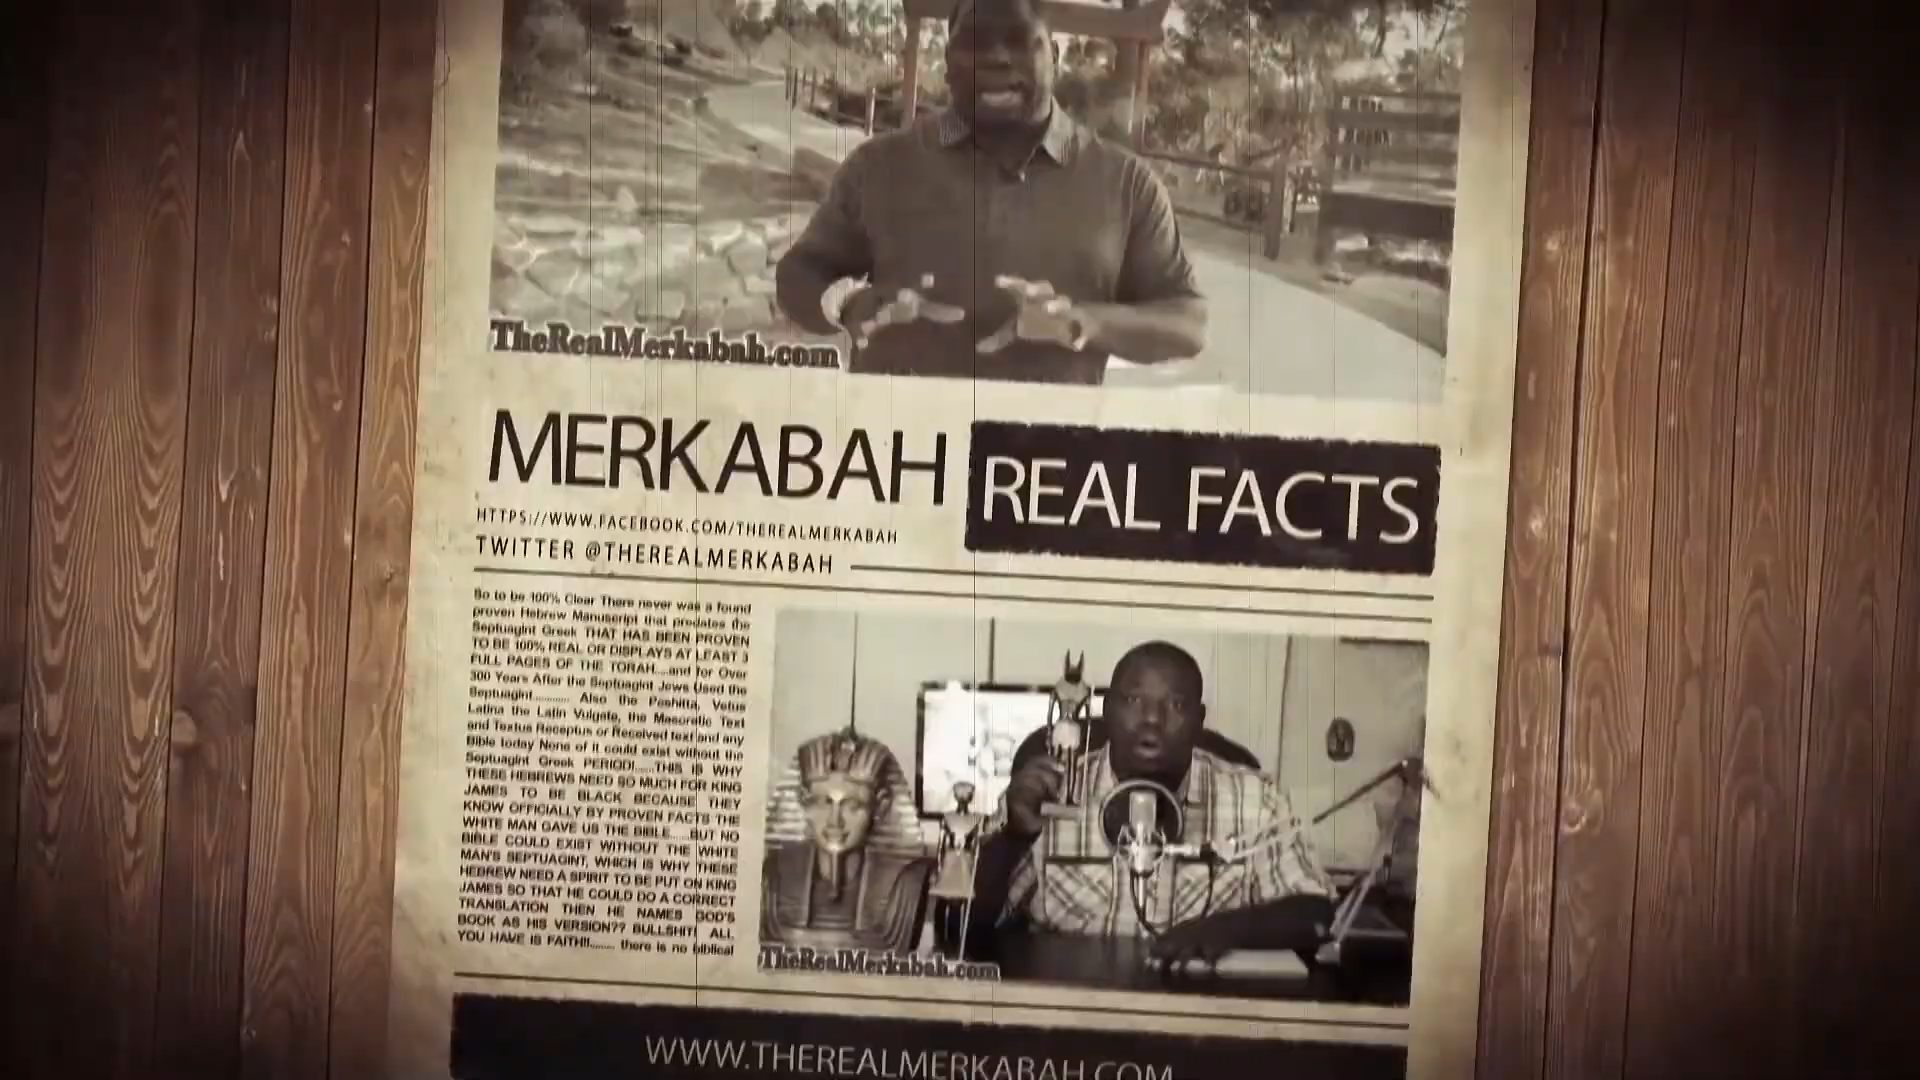 TheRealMerkabah.com
MERKABAH
REAL FACTS
HTTPS://WWW.FACEBOOK.COM/THEREALMERKABAH
TWITTER @THEREALMERKABAH
So to be 100% Clear There never was a found
proven Hebrew Manuscript that predates the
Septuagint Greek THAT HAS BEEN PROVEN
TO BE 100% REAL OR DISPLAYS AT LEAST 3
FULL PAGES OF THE TORAH....and for Over
300 Years After the Septuagint Jews Used the
Septuagint............ Also the Peshitta, Vetus
Latina the Latin Vulgate, the Masoretic Text
and Textus Receptus or Received text and any
Bible today None of it could exist without the
Septuagint Greek PERIOD!......THIS IS WHY
THESE HEBREWS NEED SO MUCH FOR KING
JAMES TO BE BLACK BECAUSE THEY
KNOW OFFICIALLY BY PROVEN FACTS THE
WHITE MAN GAVE US THE BIBLE......BUT NO
BIBLE COULD EXIST WITHOUT THE WHITE
MAN'S SEPTUAGINT, WHICH IS WHY THESE
HEBREW NEED A SPIRIT TO BE PUT ON KING
JAMES SO THAT HE COULD DO A CORRECT
TRANSLATION THEN HE NAMES GOD'S
BOOK AS HIS VERSION?? BULLSHIT! ALL
YOU HAVE IS FAITH!!........ there is no biblical
TheRealMerkabah.com
WWW.THEREALMERKABAH.COM